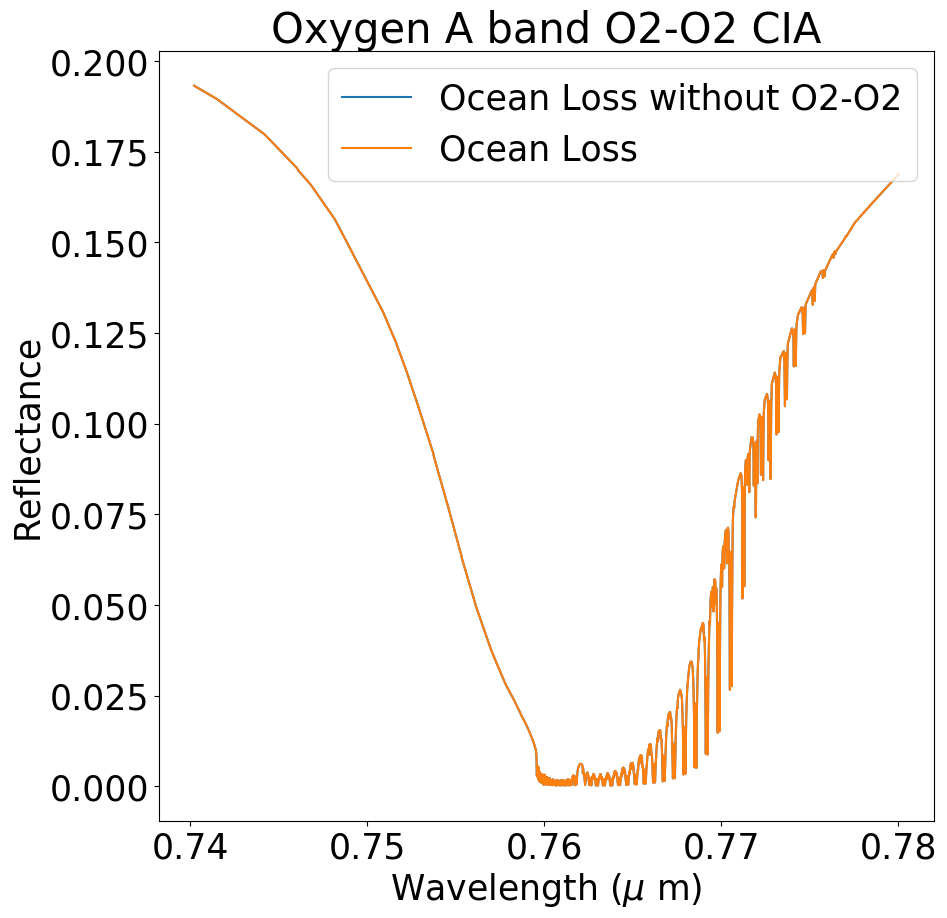 Oxygen A band O2-O2 CIA
Ocean Loss without O2-O2
Ocean Loss
Reflectance
0.200
0.175
0.150
0.125
0.100
0.075
0.050
0.025
0.000
0.74 0.75 0.76 0.77 0.78
Wavelength (μ m)